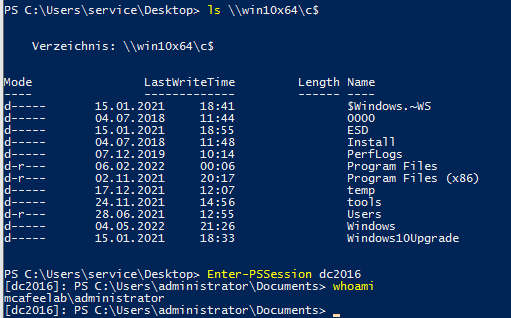 PS C:\Users\service\Desktop> ls \\win10x64\c$
Verzeichnis: \\win10x64\c$
Mode LastWriteTime Length Name
---- ------------- ------ ----
d----- 15.01.2021 18:41 $Windows.~WS
d----- 04.07.2018 11:44 0000
d----- 15.01.2021 18:55 ESD
d----- 04.07.2018 11:48 Install
d----- 07.12.2019 10:14 PerfLogs
d-r--- 06.02.2022 00:06 Program Files
d-r--- 02.11.2021 20:17 Program Files (x86)
d----- 17.12.2021 12:07 temp
d----- 24.11.2021 14:56 tools
d-r--- 28.06.2021 12:55 Users
d----- 04.05.2022 21:26 Windows
d----- 15.01.2021 18:33 Windows10Upgrade
PS C:\Users\service\Desktop> Enter-PSSession dc2016
[dc2016]: PS C:\Users\administrator\Documents> whoami
mcafeelab\administrator
[dc2016]: PS C:\Users\administrator\Documents> _